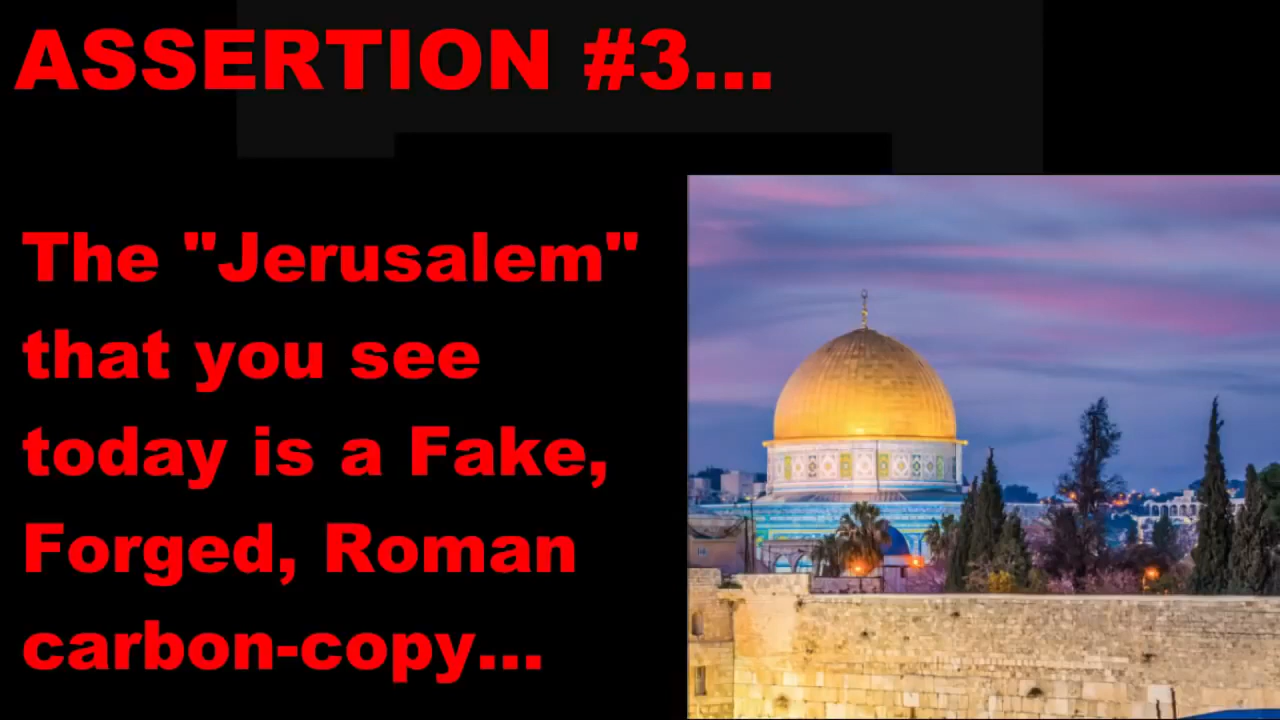 ASSERTION #3...
The "Jerusalem"
that you see
today is a Fake,
Forged, Roman
carbon-copy...